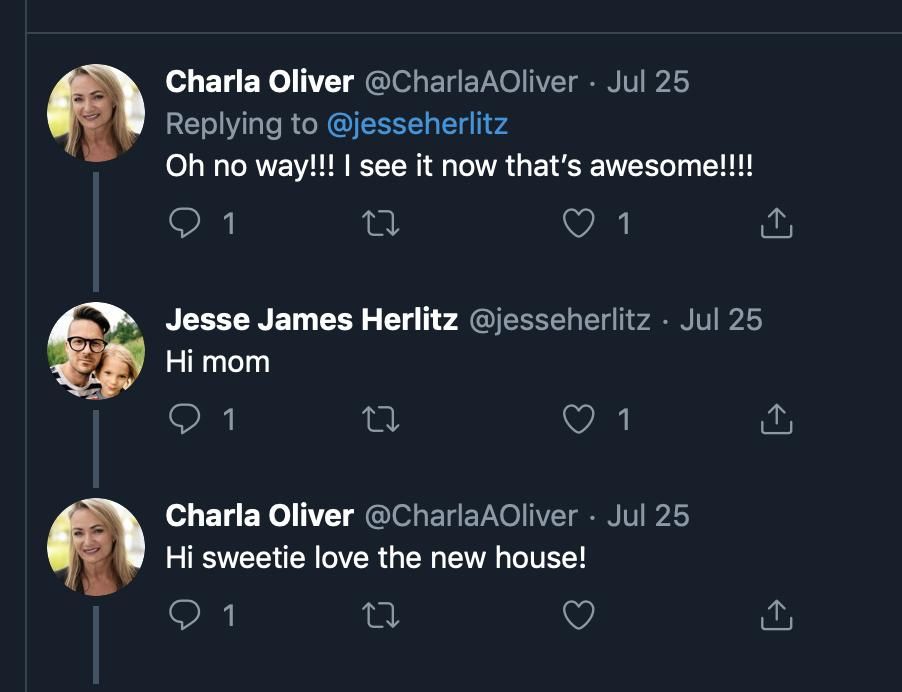 Charla Oliver @CharlaAOliver · Jul 25
Replying to @jesseherlitz
Oh no way!!! I see it now that’s awesome!!!!
1 1
Jesse James Herlitz @jesseherlitz · Jul 25
Hi mom
1 1
Charla Oliver @CharlaAOliver · Jul 25
Hi sweetie love the new house!
1